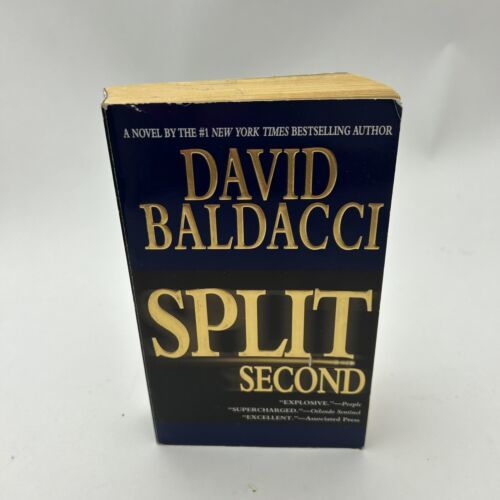 A NOVEL BY THE #1 NEW YORK TIMES BESTSELLING AUTHOR
DAVID
BALDACCI
SPLIT
SECOND
"EXPLOSIVE."—People
"SUPERCHARGED."—Orlando Sentinel
"EXCELLENT."—Associated Press